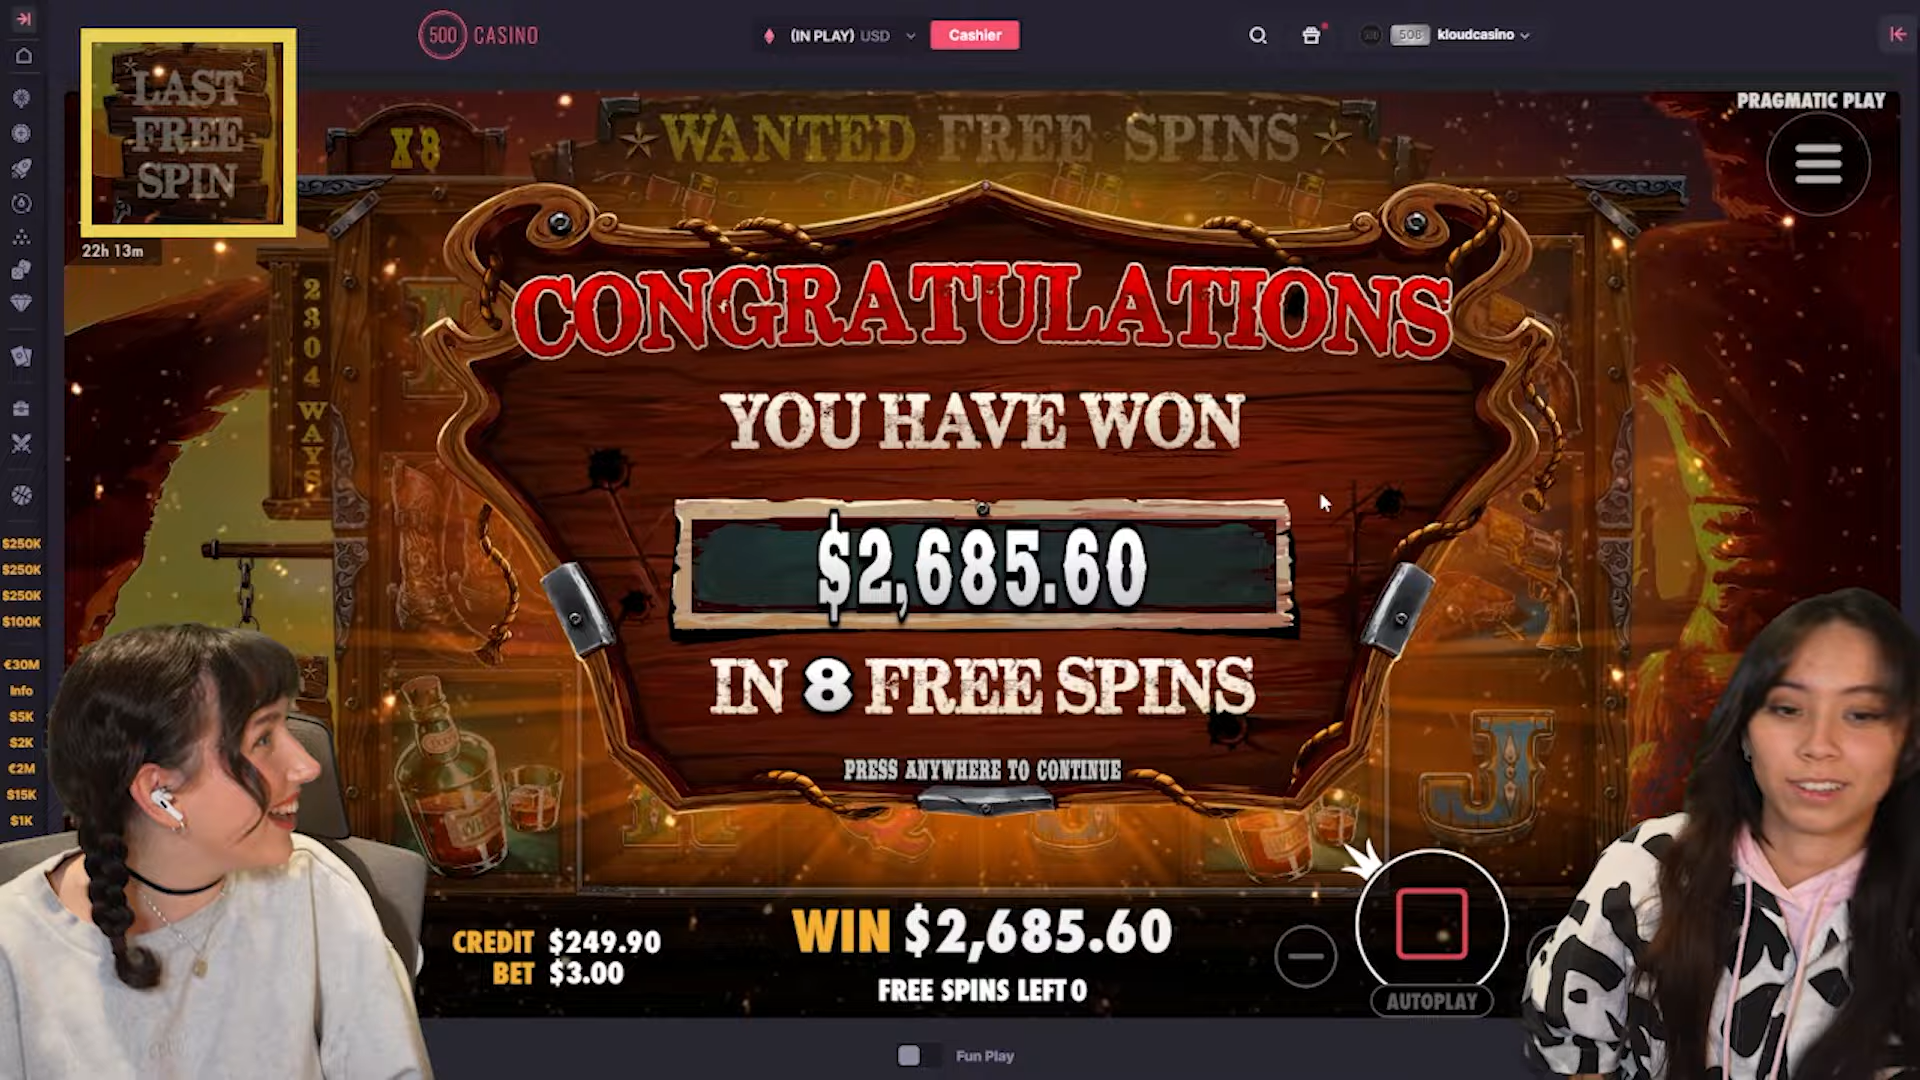 500 CASINO
(IN PLAY) USD
Cashier
500
kloudcasino
LAST
FREE
SPIN
22h 13m
X8
WANTED FREE SPINS
PRAGMATIC PLAY
2304 WAYS
CONGRATULATIONS
YOU HAVE WON
$2,685.60
IN 8 FREE SPINS
PRESS ANYWHERE TO CONTINUE
J
$250K
$250K
$250K
$100K
€30M
Info
$5K
$2K
€2M
$15K
$1K
CREDIT $249.90
BET $3.00
WIN $2,685.60
FREE SPINS LEFT 0
AUTOPLAY
Fun Play